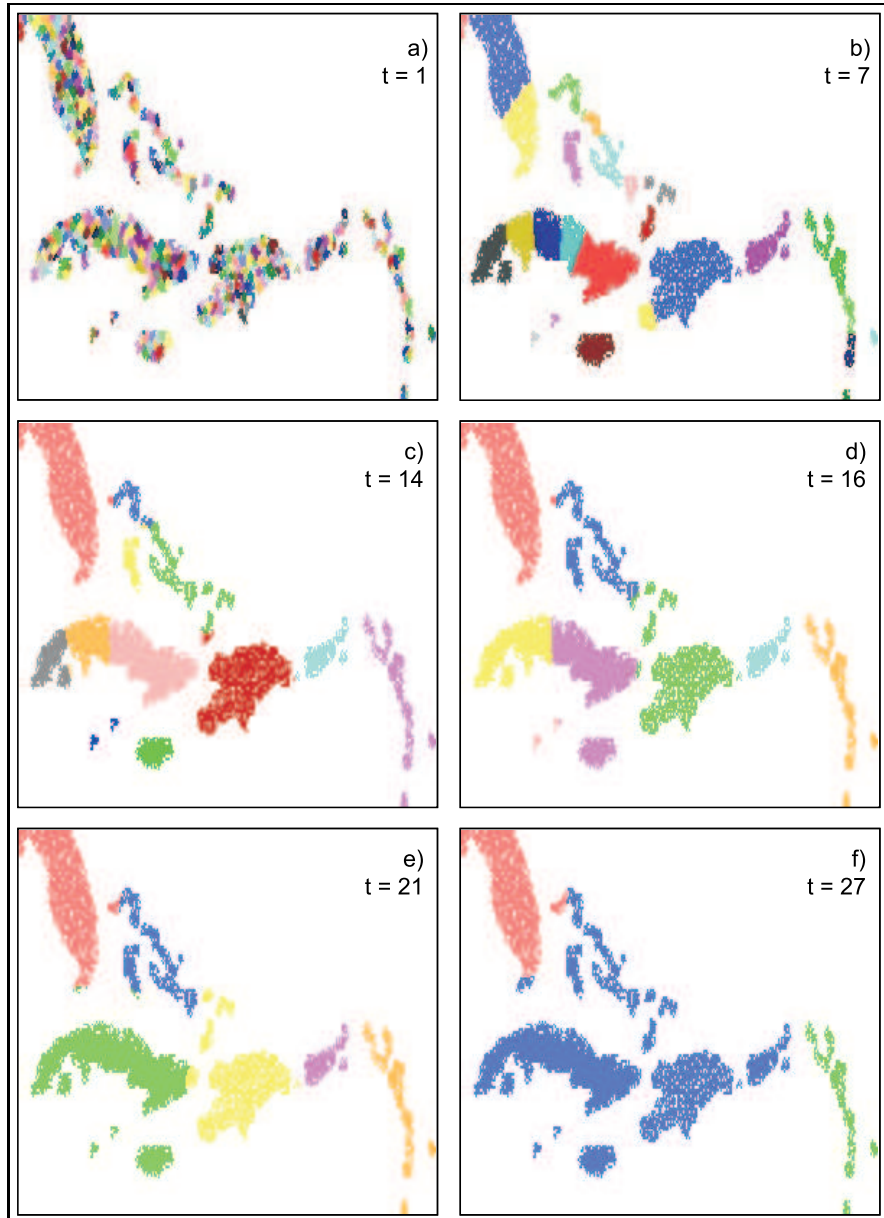 a)
t = 1
b)
t = 7
c)
t = 14
d)
t = 16
e)
t = 21
f)
t = 27